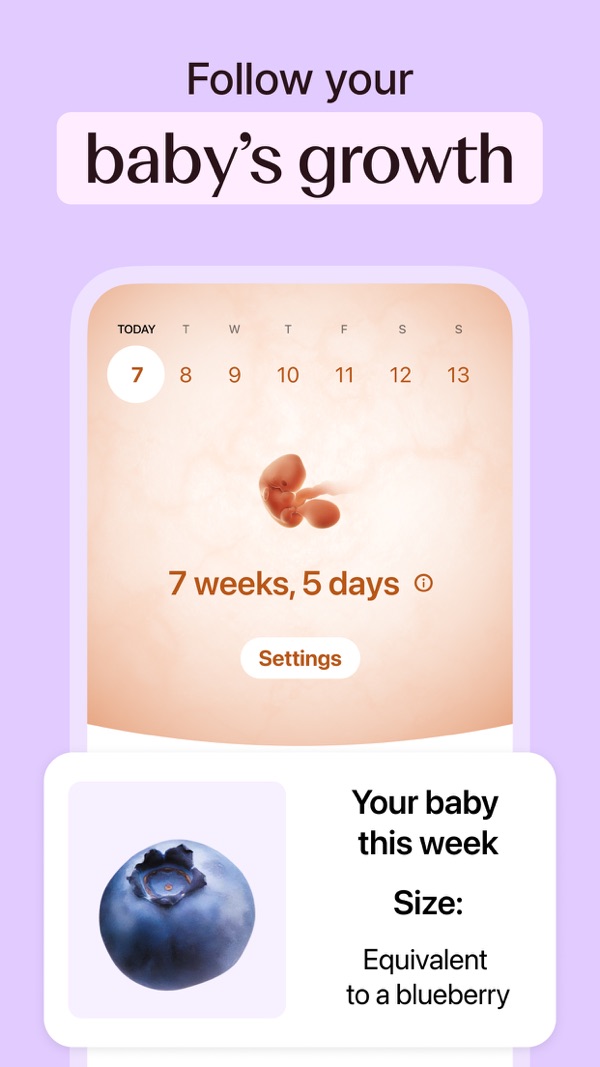 Follow your
baby's growth
TODAY T W T F S S
7 8 9 10 11 12 13
7 weeks, 5 days
Settings
Your baby
this week
Size:
Equivalent
to a blueberry